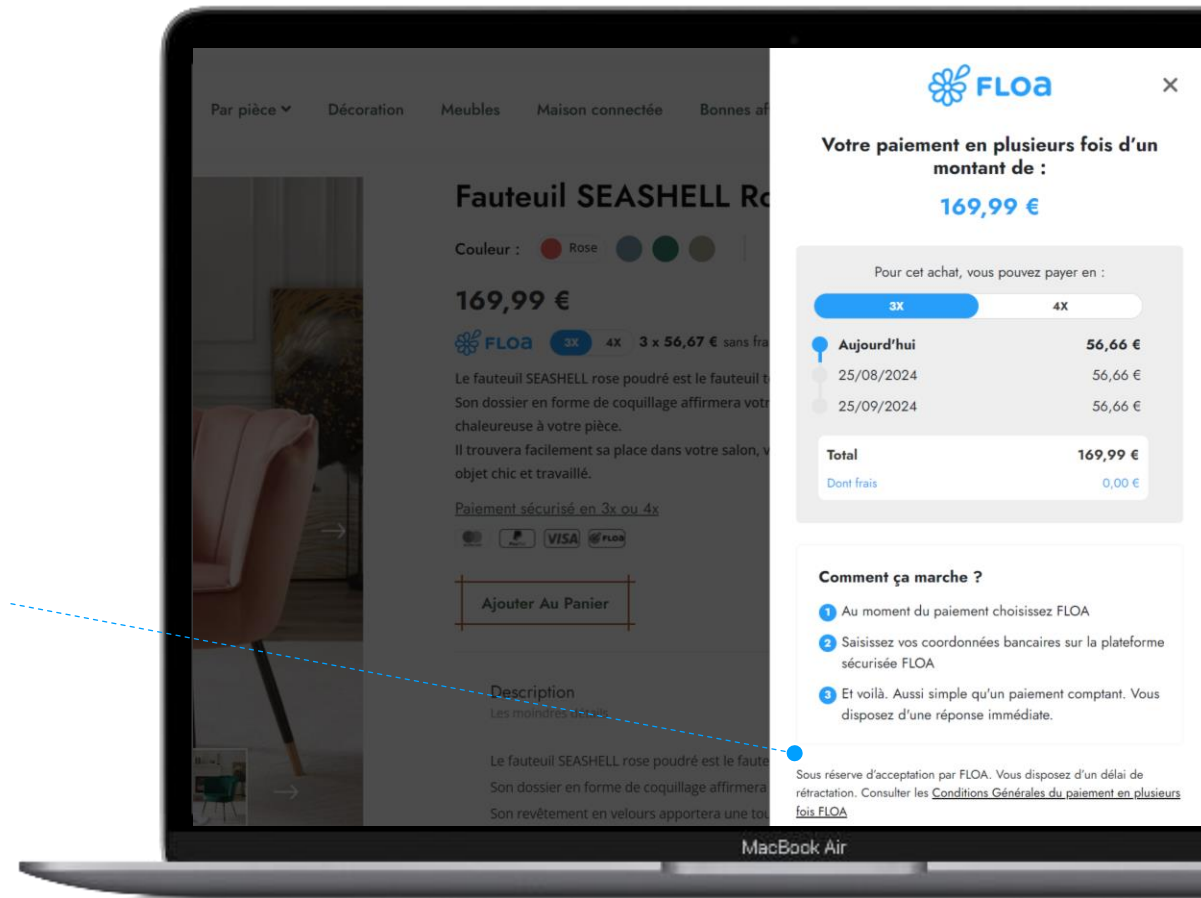 Par pièce
Décoration
Meubles
Maison connectée
Bonnes af
Fauteuil SEASHELL Ro
Couleur :
Rose
169,99 €
FLOA
3X
4X
3 x 56,67 € sans fra
Le fauteuil SEASHELL rose poudré est le fauteuil t
Son dossier en forme de coquillage affirmera votr
chaleureuse à votre pièce.
Il trouvera facilement sa place dans votre salon, v
objet chic et travaillé.
Paiement sécurisé en 3x ou 4x
VISA
FLOA
Ajouter Au Panier
Description
Les moindres détails
Le fauteuil SEASHELL rose poudré est le faute
Son dossier en forme de coquillage affirmera
Son revêtement en velours apportera une tou
FLOA
Votre paiement en plusieurs fois d'un
montant de :
169,99 €
Pour cet achat, vous pouvez payer en :
3X
4X
Aujourd'hui
56,66 €
25/08/2024
56,66 €
25/09/2024
56,66 €
Total
169,99 €
Dont frais
0,00 €
Comment ça marche ?
1 Au moment du paiement choisissez FLOA
2 Saisissez vos coordonnées bancaires sur la plateforme
sécurisée FLOA
3 Et voilà. Aussi simple qu'un paiement comptant. Vous
disposez d'une réponse immédiate.
Sous réserve d'acceptation par FLOA. Vous disposez d'un délai de
rétractation. Consulter les Conditions Générales du paiement en plusieurs
fois FLOA
MacBook Air